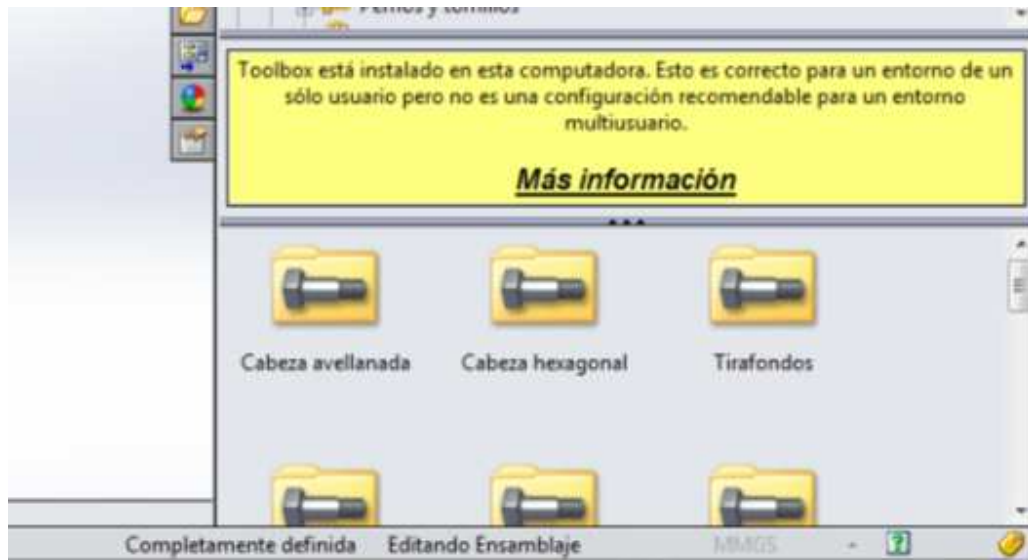 Pernos y tornillos
Toolbox está instalado en esta computadora. Esto es correcto para un entorno de un
sólo usuario pero no es una configuración recomendable para un entorno
multiusuario.
Más información
Cabeza avellanada
Cabeza hexagonal
Tirafondos
Completamente definida
Editando Ensamblaje
MMGS